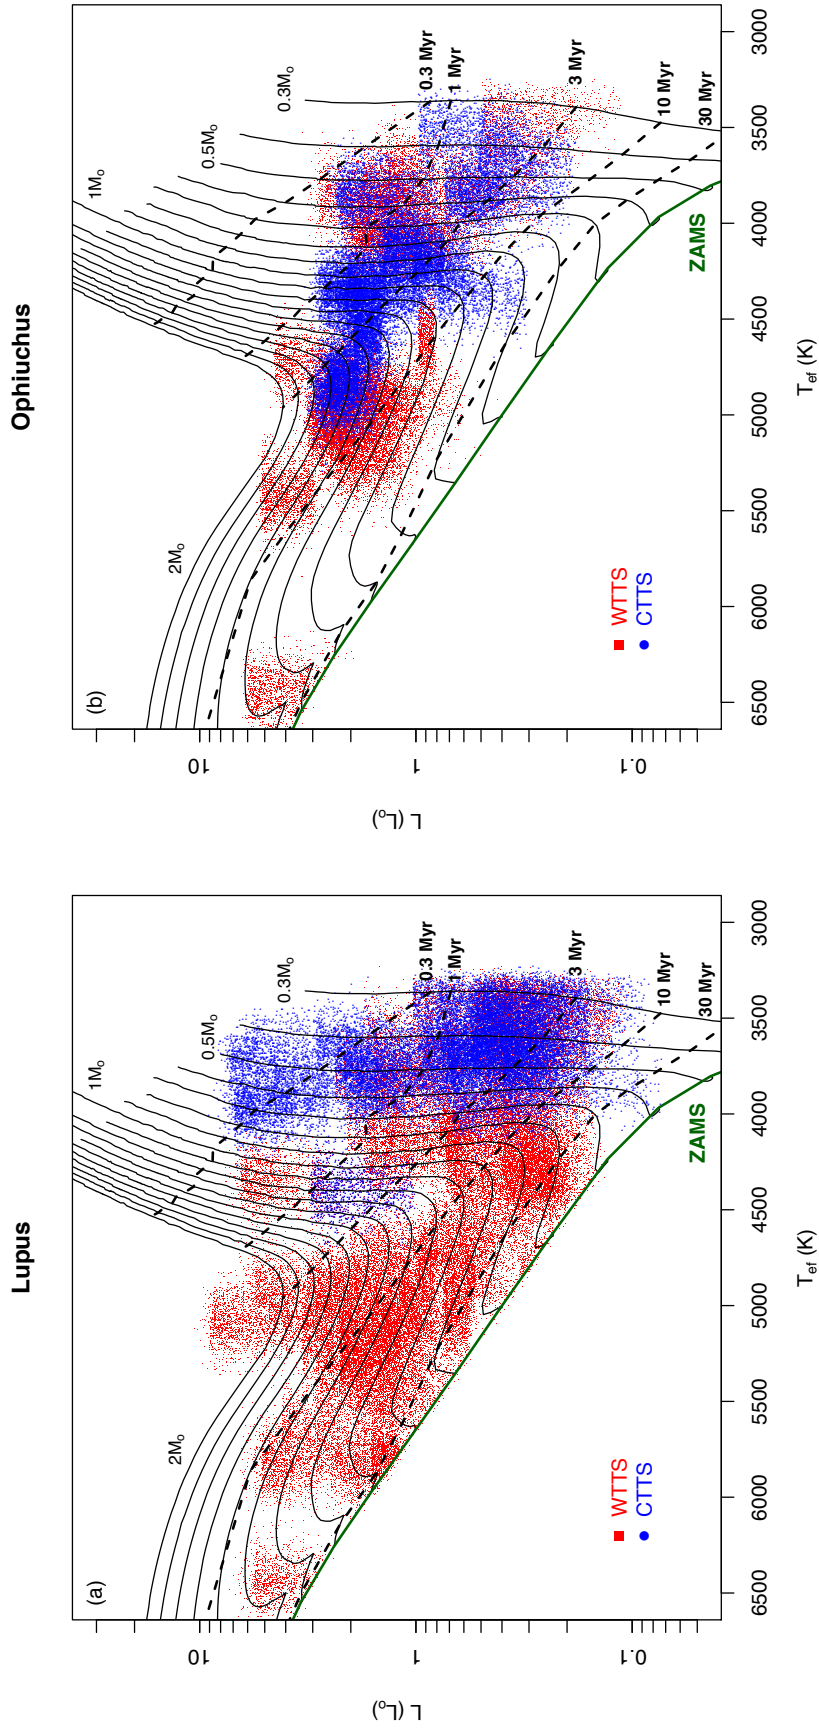 Lupus
(a)
2M₀
1M₀
0.5M₀
0.3M₀
0.3 Myr
1 Myr
3 Myr
10 Myr
30 Myr
ZAMS
WTTS
CTTS
10
1
0.1
L (L₀)
6500
6000
5500
5000
4500
4000
3500
3000
T_ef (K)
Ophiuchus
(b)
2M₀
1M₀
0.5M₀
0.3M₀
0.3 Myr
1 Myr
3 Myr
10 Myr
30 Myr
ZAMS
WTTS
CTTS
10
1
0.1
L (L₀)
6500
6000
5500
5000
4500
4000
3500
3000
T_ef (K)